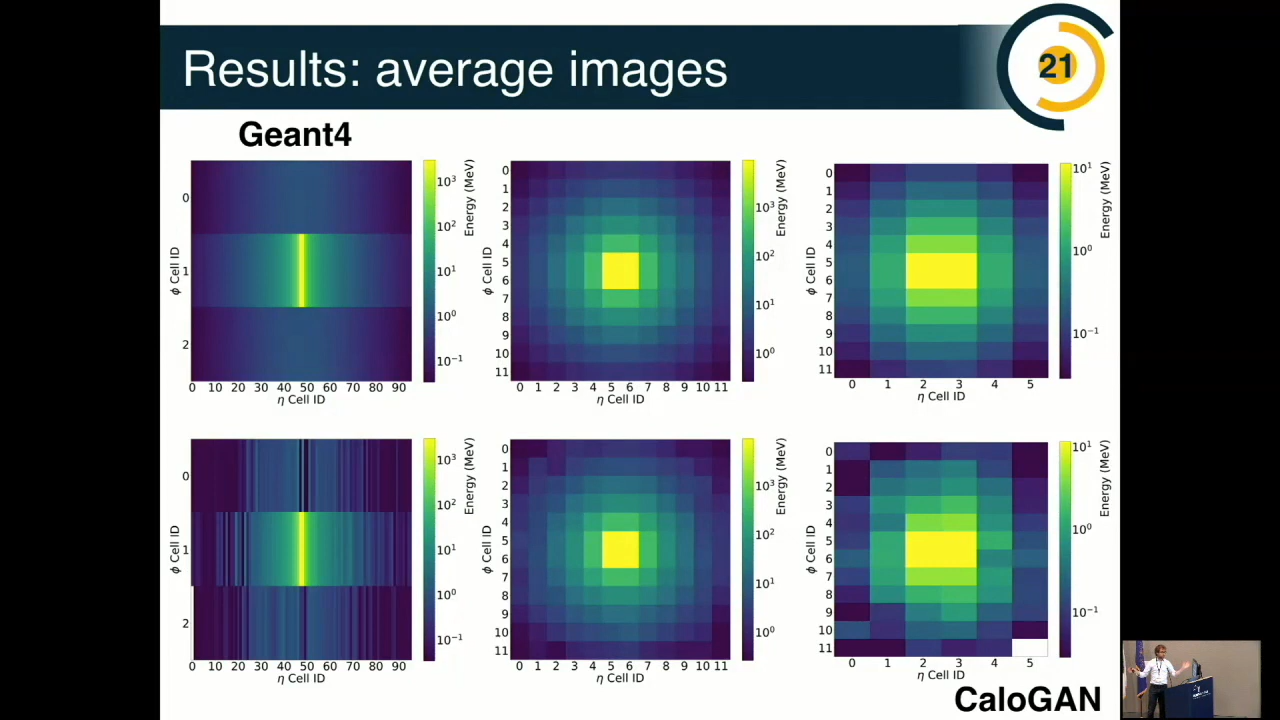 Results: average images
21
Geant4
10³
10²
10¹
10⁰
10⁻¹
Energy (MeV)
ϕ Cell ID
0
1
2
0 10 20 30 40 50 60 70 80 90
η Cell ID
10³
10²
10¹
10⁰
Energy (MeV)
ϕ Cell ID
0
1
2
3
4
5
6
7
8
9
10
11
0 1 2 3 4 5 6 7 8 9 10 11
η Cell ID
10¹
10⁰
10⁻¹
Energy (MeV)
ϕ Cell ID
0
1
2
3
4
5
6
7
8
9
10
11
0 1 2 3 4 5
η Cell ID
10³
10²
10¹
10⁰
10⁻¹
Energy (MeV)
ϕ Cell ID
0
1
2
0 10 20 30 40 50 60 70 80 90
η Cell ID
10³
10²
10¹
10⁰
Energy (MeV)
ϕ Cell ID
0
1
2
3
4
5
6
7
8
9
10
11
0 1 2 3 4 5 6 7 8 9 10 11
η Cell ID
10¹
10⁰
10⁻¹
Energy (MeV)
ϕ Cell ID
0
1
2
3
4
5
6
7
8
9
10
11
0 1 2 3 4 5
η Cell ID
CaloGAN